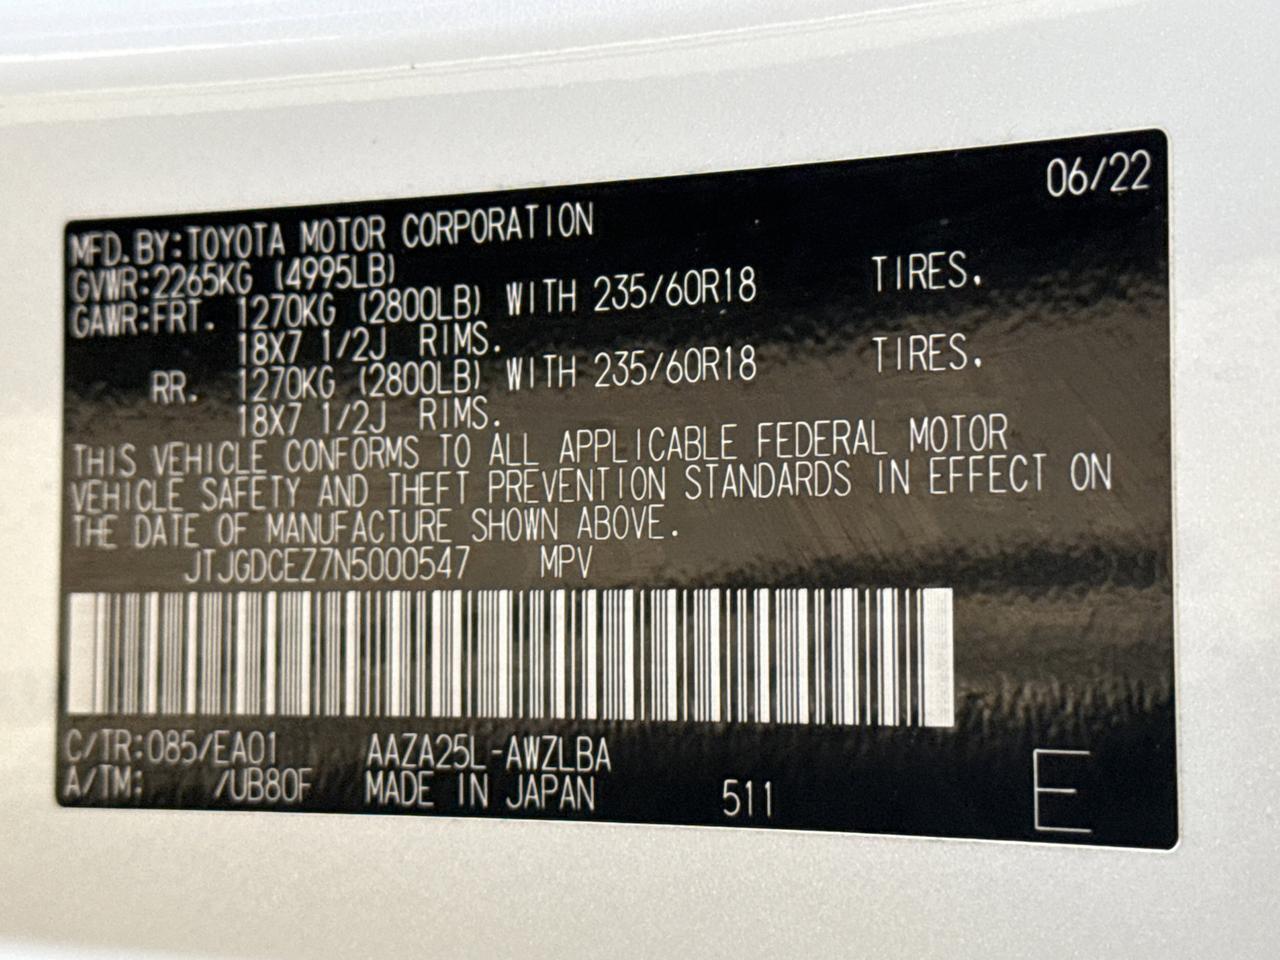 06/22
MFD.BY:TOYOTA MOTOR CORPORATION
GVWR:2265KG (4995LB)
GAWR:FRT. 1270KG (2800LB) WITH 235/60R18 TIRES.
18X7 1/2J RIMS.
RR. 1270KG (2800LB) WITH 235/60R18 TIRES.
18X7 1/2J RIMS.
THIS VEHICLE CONFORMS TO ALL APPLICABLE FEDERAL MOTOR
VEHICLE SAFETY AND THEFT PREVENTION STANDARDS IN EFFECT ON
THE DATE OF MANUFACTURE SHOWN ABOVE.
JTJGDCEZ7N5000547 MPV
C/TR:085/EA01 AAZA25L-AWZLBA
A/TM: /UB80F MADE IN JAPAN 511 E